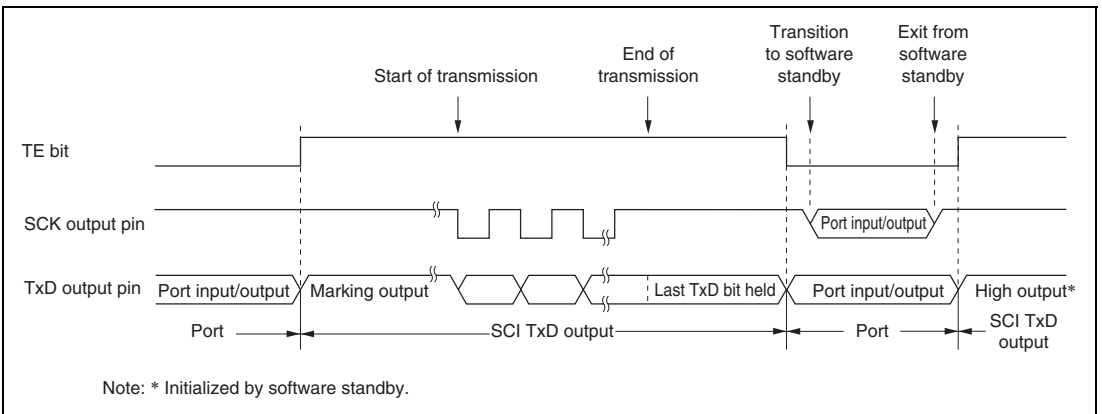 Transition
to software
standby
Exit from
software
standby
End of
transmission
Start of transmission
TE bit
SCK output pin
Port input/output
TxD output pin
Port input/output
Marking output
Last TxD bit held
Port input/output
High output*
Port
SCI TxD output
Port
SCI TxD
output
Note: * Initialized by software standby.